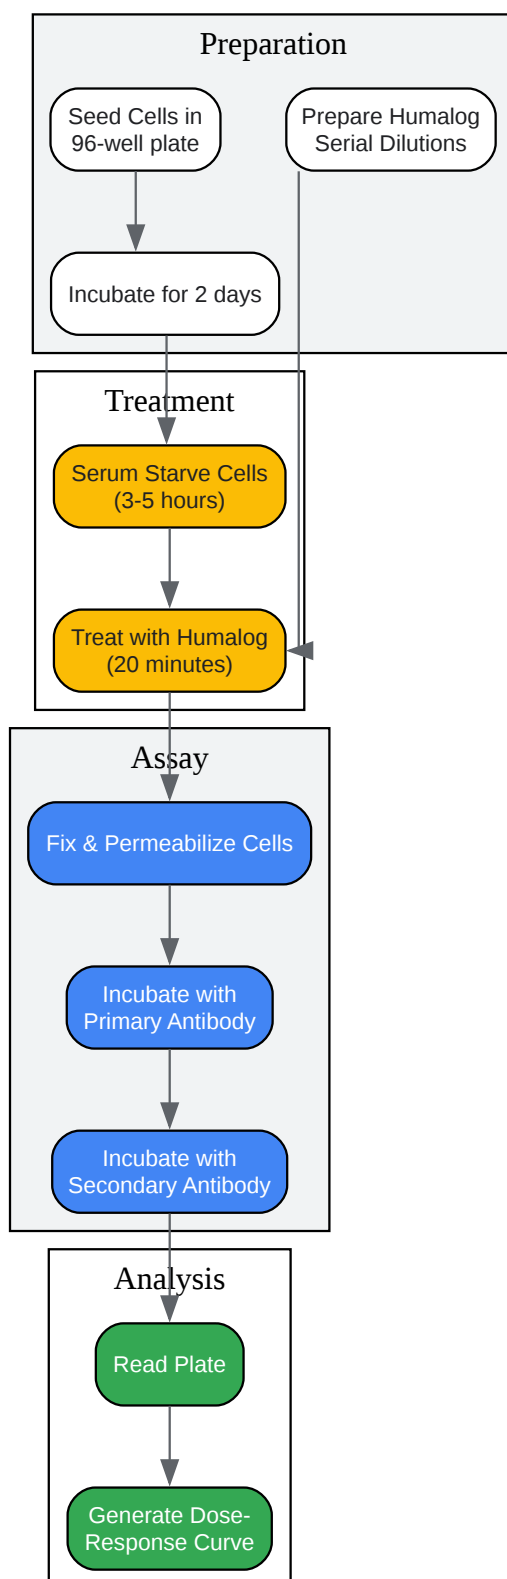 Preparation
Seed Cells in
96-well plate
Prepare Humalog
Serial Dilutions
Incubate for 2 days
Treatment
Serum Starve Cells
(3-5 hours)
Treat with Humalog
(20 minutes)
Assay
Fix & Permeabilize Cells
Incubate with
Primary Antibody
Incubate with
Secondary Antibody
Analysis
Read Plate
Generate Dose-
Response Curve